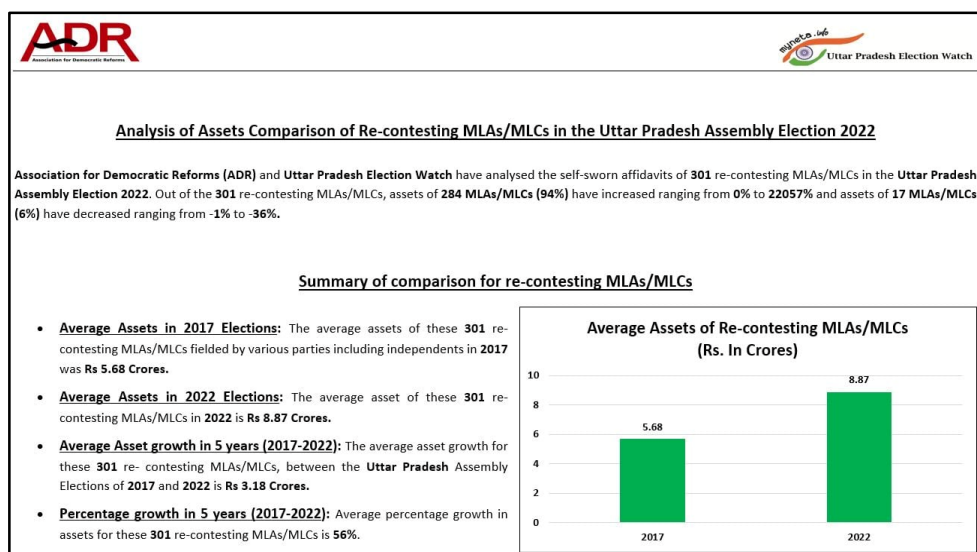 ADR
Association for Democratic Reforms
myneta.info
Uttar Pradesh Election Watch
Analysis of Assets Comparison of Re-contesting MLAs/MLCs in the Uttar Pradesh Assembly Election 2022
Association for Democratic Reforms (ADR) and Uttar Pradesh Election Watch have analysed the self-sworn affidavits of 301 re-contesting MLAs/MLCs in the Uttar Pradesh
Assembly Election 2022. Out of the 301 re-contesting MLAs/MLCs, assets of 284 MLAs/MLCs (94%) have increased ranging from 0% to 22057% and assets of 17 MLAs/MLCs
(6%) have decreased ranging from -1% to -36%.
Summary of comparison for re-contesting MLAs/MLCs
• Average Assets in 2017 Elections: The average assets of these 301 re-
contesting MLAs/MLCs fielded by various parties including independents in 2017
was Rs 5.68 Crores.
• Average Assets in 2022 Elections: The average asset of these 301 re-
contesting MLAs/MLCs in 2022 is Rs 8.87 Crores.
• Average Asset growth in 5 years (2017-2022): The average asset growth for
these 301 re- contesting MLAs/MLCs, between the Uttar Pradesh Assembly
Elections of 2017 and 2022 is Rs 3.18 Crores.
• Percentage growth in 5 years (2017-2022): Average percentage growth in
assets for these 301 re-contesting MLAs/MLCs is 56%.
Average Assets of Re-contesting MLAs/MLCs
(Rs. In Crores)
10
8
6
4
2
0
5.68
8.87
2017
2022